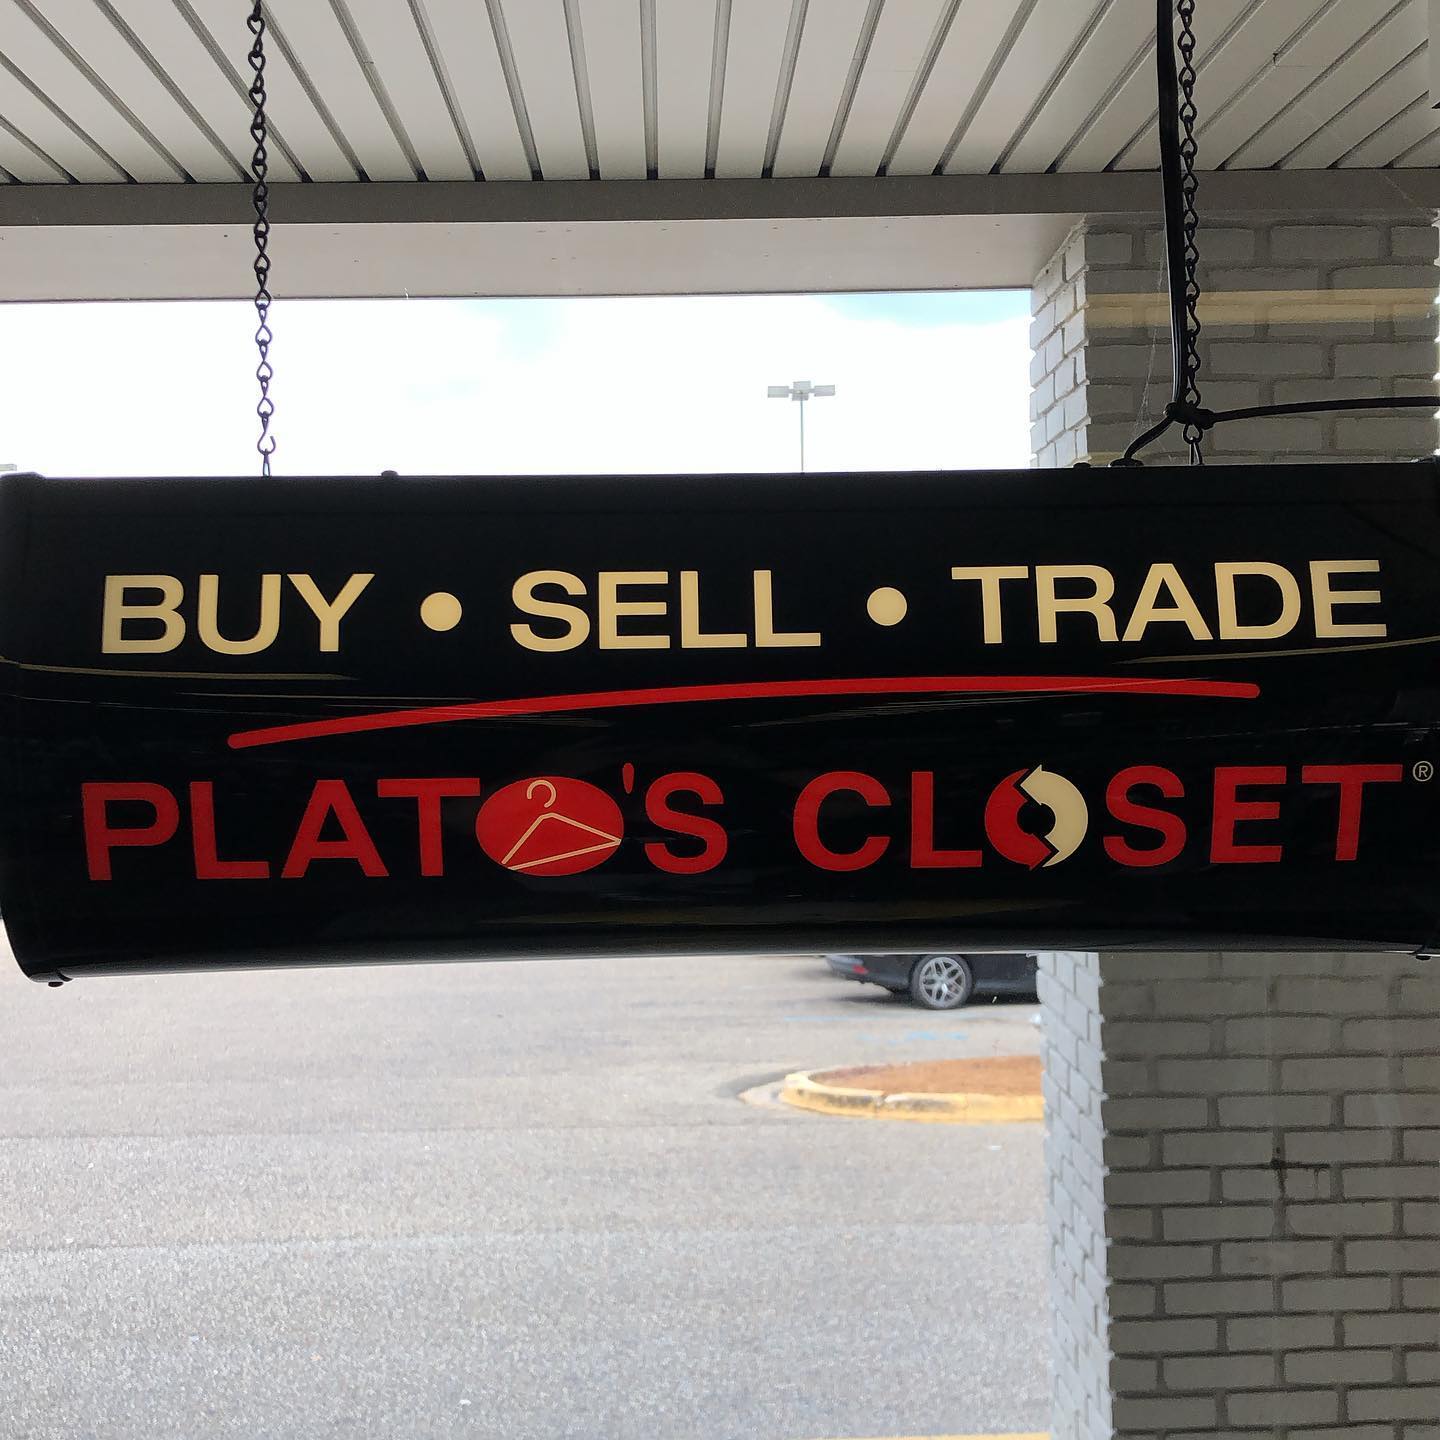 BUY • SELL • TRADE
PLATO'S CLOSET®